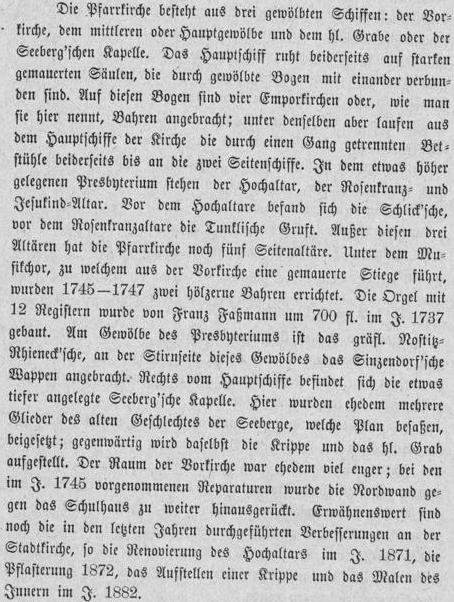 Die Pfarrkirche besteht aus drei gewölbten Schiffen: der Vor-
kirche, dem mittleren oder Hauptgewölbe und dem hl. Grabe oder der
Seeberg'schen Kapelle. Das Hauptschiff ruht beiderseits auf starken
gemauerten Säulen, die durch gewölbte Bogen mit einander verbun-
den sind. Auf diesen Bogen sind vier Emporkirchen oder, wie man
sie hier nennt, Bahren angebracht; unter denselben aber laufen aus
dem Hauptschiffe der Kirche die durch einen Gang getrennten Bet-
stühle beiderseits bis an die zwei Seitenschiffe. In dem etwas höher
gelegenen Presbyterium stehen der Hochaltar, der Rosenkranz- und
Jesukind-Altar. Vor dem Hochaltare befand sich die Schlick'sche,
vor dem Rosenkranzaltare die Tunklische Gruft. Außer diesen drei
Altären hat die Pfarrkirche noch fünf Seitenaltäre. Unter dem Mu-
sikchor, zu welchem aus der Vorkirche eine gemauerte Stiege führt,
wurden 1745—1747 zwei hölzerne Bahren errichtet. Die Orgel mit
12 Registern wurde von Franz Faßmann um 700 fl. im J. 1737
gebaut. Am Gewölbe des Presbyteriums ist das gräfl. Nostitz-
Rhieneck'sche, an der Stirnseite dieses Gewölbes das Sinzendorf'sche
Wappen angebracht. Rechts vom Hauptschiffe befindet sich die etwas
tiefer angelegte Seeberg'sche Kapelle. Hier wurden ehedem mehrere
Glieder des alten Geschlechtes der Seeberge, welche Plan besaßen,
beigesetzt; gegenwärtig wird daselbst die Krippe und das hl. Grab
aufgestellt. Der Raum der Vorkirche war ehedem viel enger; bei den
im J. 1745 vorgenommenen Reparaturen wurde die Nordwand ge-
gen das Schulhaus zu weiter hinausgerückt. Erwähnenswert sind
noch die in den letzten Jahren durchgeführten Verbesserungen an der
Stadtkirche, so die Renovierung des Hochaltars im J. 1871, die
Pflasterung 1872, das Aufstellen einer Krippe und das Malen des
Innern im J. 1882.